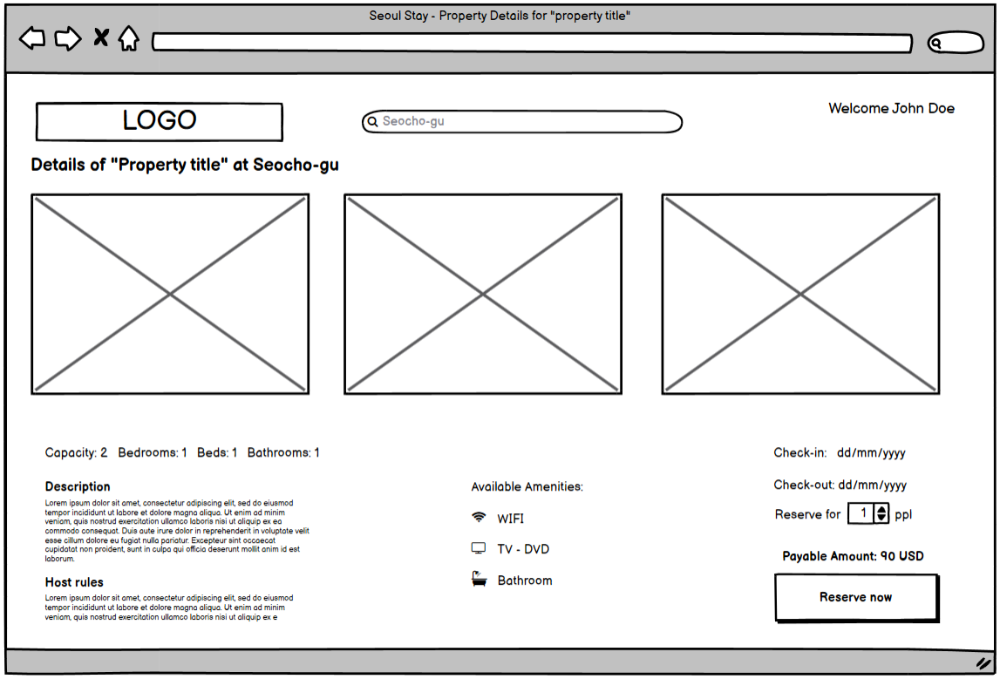 Seoul Stay - Property Details for "property title"
LOGO
Seocho-gu
Welcome John Doe
Details of "Property title" at Seocho-gu
Capacity: 2 Bedrooms: 1 Beds: 1 Bathrooms: 1
Description
Lorem ipsum dolor sit amet, consectetur adipiscing elit, sed do eiusmod
tempor incididunt ut labore et dolore magna aliqua. Ut enim ad minim
veniam, quis nostrud exercitation ullamco laboris nisi ut aliquip ex ea
commodo consequat. Duis aute irure dolor in reprehenderit in voluptate velit
esse cillum dolore eu fugiat nulla pariatur. Excepteur sint occaecat
cupidatat non proident, sunt in culpa qui officia deserunt mollit anim id est
laborum.
Host rules
Lorem ipsum dolor sit amet, consectetur adipiscing elit, sed do eiusmod
tempor incididunt ut labore et dolore magna aliqua. Ut enim ad minim
veniam, quis nostrud exercitation ullamco laboris nisi ut aliquip ex e
Available Amenities:
WIFI
TV - DVD
Bathroom
Check-in: dd/mm/yyyy
Check-out: dd/mm/yyyy
Reserve for 1 ppl
Payable Amount: 90 USD
Reserve now